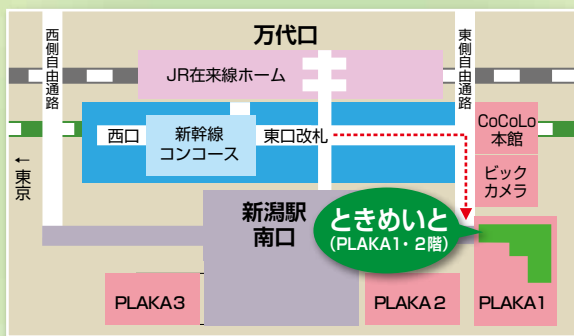 万代口
西側自由通路
東側自由通路
JR在来線ホーム
CoCoLo
本館
西口
新幹線
コンコース
東口改札
←東京
ビック
カメラ
新潟駅
南口
ときめいと
(PLAKA1・2階)
PLAKA3
PLAKA2
PLAKA1